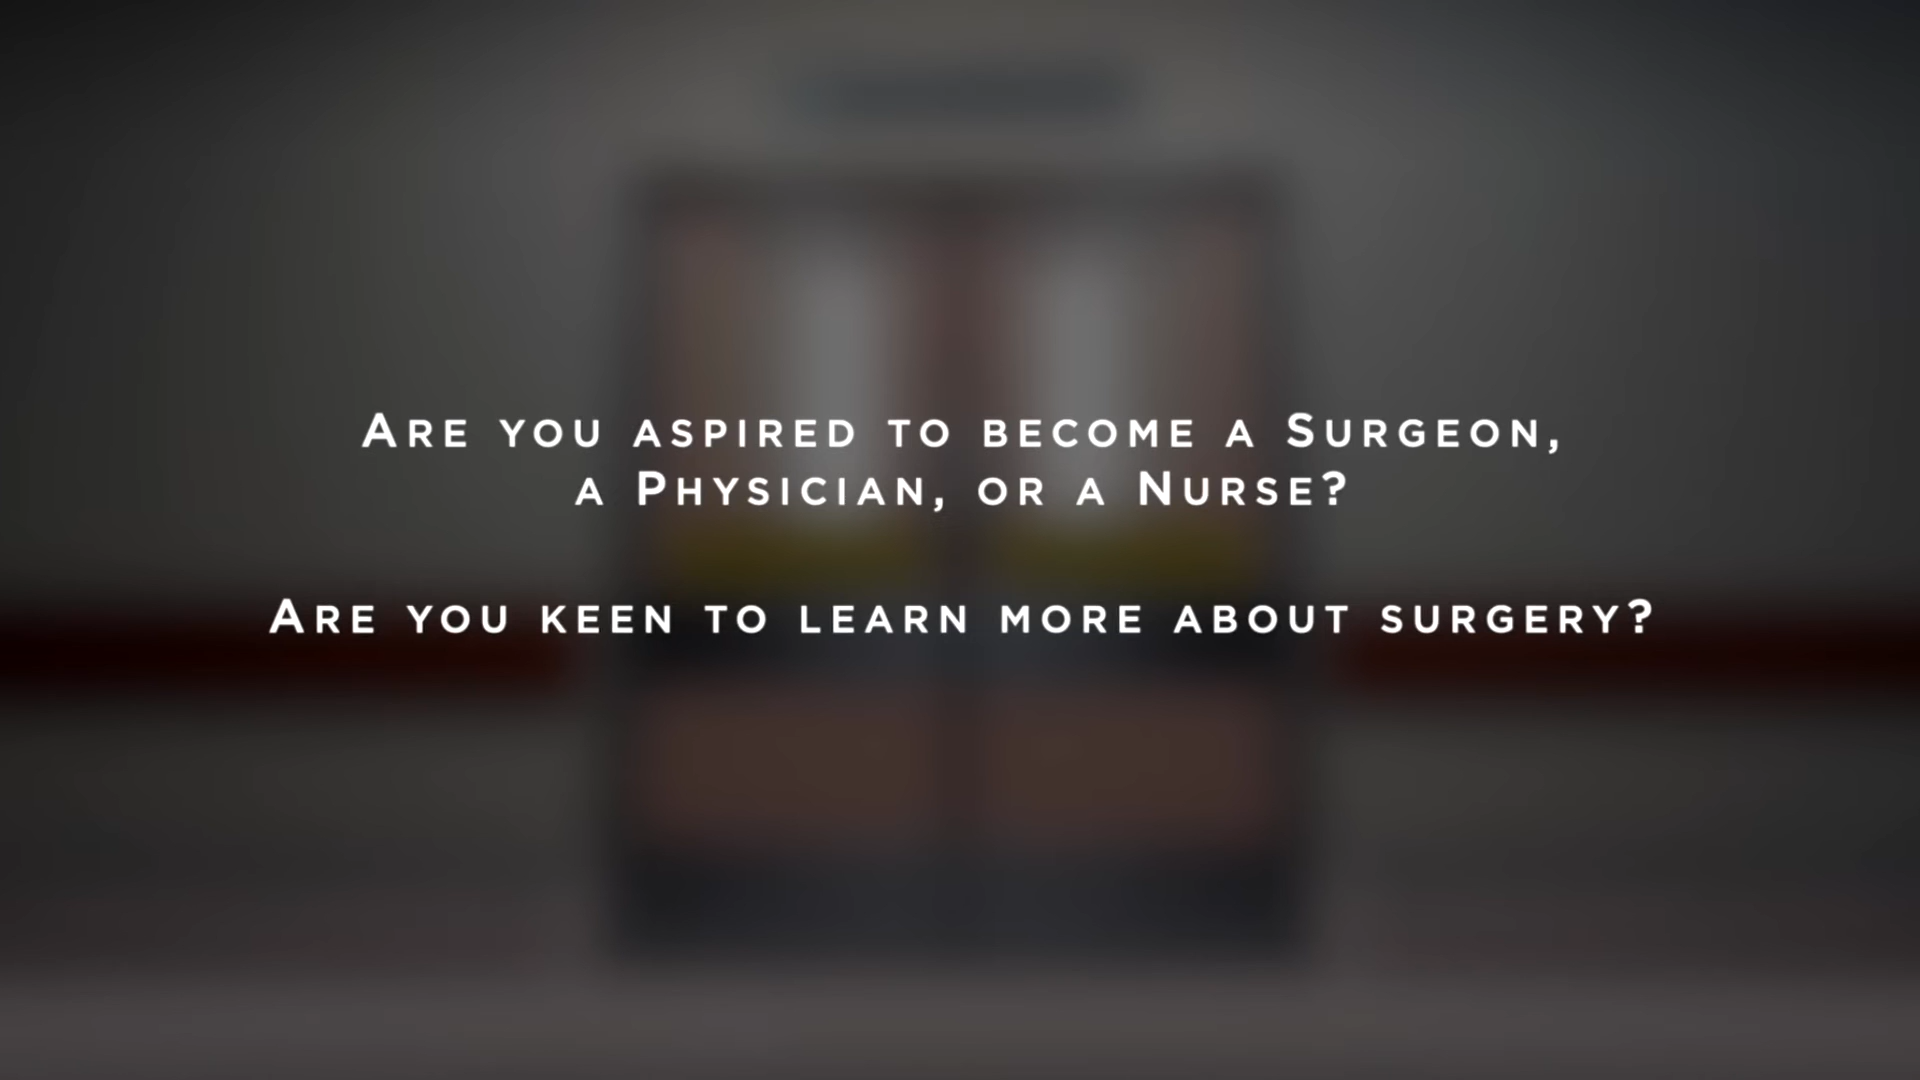 Are you aspired to become a Surgeon,
a Physician, or a Nurse?
Are you keen to learn more about surgery?